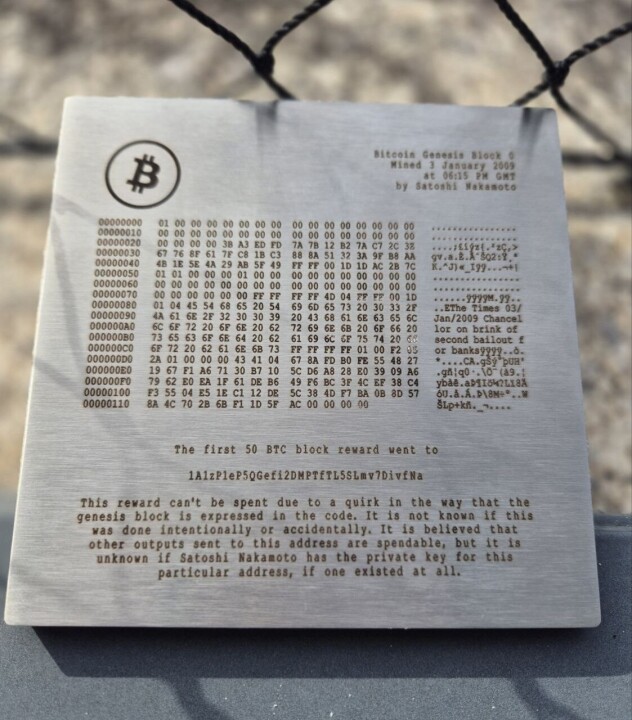 Bitcoin Genesis Block 0
Mined 3 January 2009
at 06:15 PM GMT
by Satoshi Nakamoto
00000000 01 00 00 00 00 00 00 00 00 00 00 00 00 00 00 00 ................
00000010 00 00 00 00 00 00 00 00 00 00 00 00 00 00 00 00 ................
00000020 00 00 00 00 3B A3 ED FD 7A 7B 12 B2 7A C7 2C 3E
00000030 67 76 8F 61 7F C8 1B C3 88 8A 51 32 3A 9F B8 AA
00000040 4B 1E 5E 4A 29 AB 5F 49 FF FF 00 1D 1D AC 2B 7C
00000050 01 01 00 00 00 01 00 00 00 00 00 00 00 00 00 00 ................
00000060 00 00 00 00 00 00 00 00 00 00 00 00 00 00 00 00 ................
00000070 00 00 00 00 00 00 FF FF FF FF 4D 04 FF FF 00 1D ......ÿÿÿÿM.ÿÿ..
00000080 01 04 45 54 68 65 20 54 69 6D 65 73 20 30 33 2F ..EThe Times 03/
00000090 4A 61 6E 2F 32 30 30 39 20 43 68 61 6E 63 65 6C Jan/2009 Chancel
000000A0 6C 6F 72 20 6F 6E 20 62 72 69 6E 6B 20 6F 66 20 lor on brink of
000000B0 73 65 63 6F 6E 64 20 62 61 69 6C 6F 75 74 20 66 second bailout f
000000C0 6F 72 20 62 61 6E 6B 73 FF FF FF FF 01 00 F2 05 or banksÿÿÿÿ..ò.
000000D0 2A 01 00 00 00 43 41 04 67 8A FD B0 FE 55 48 27
000000E0 19 67 F1 A6 71 30 B7 10 5C D6 A8 28 E0 39 09 A6
000000F0 79 62 E0 EA 1F 61 DE B6 49 F6 BC 3F 4C EF 38 C4
00000100 F3 55 04 E5 1E C1 12 DE 5C 38 4D F7 BA 0B 8D 57
00000110 8A 4C 70 2B 6B F1 1D 5F AC 00 00 00 00
The first 50 BTC block reward went to
1A1zP1eP5QGefi2DMPTfTL5SLmv7DivfNa
This reward can't be spent due to a quirk in the way that the
genesis block is expressed in the code. It is not known if this
was done intentionally or accidentally. It is believed that
other outputs sent to this address are spendable, but it is
unknown if Satoshi Nakamoto has the private key for this
particular address, if one existed at all.